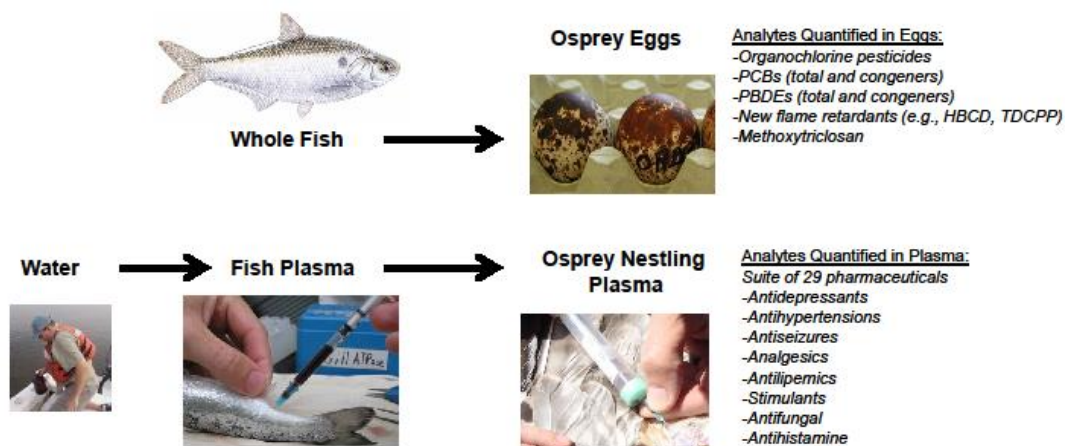 Osprey Eggs
Analytes Quantified in Eggs:
-Organochlorine pesticides
-PCBs (total and congeners)
-PBDEs (total and congeners)
-New flame retardants (e.g., HBCD, TDCPP)
-Methoxytriclosan
Whole Fish
Water
Fish Plasma
Osprey Nestling
Plasma
Analytes Quantified in Plasma:
Suite of 29 pharmaceuticals
-Antidepressants
-Antihypertensions
-Antiseizures
-Analgesics
-Antilipemics
-Stimulants
-Antifungal
-Antihistamine
ATPase